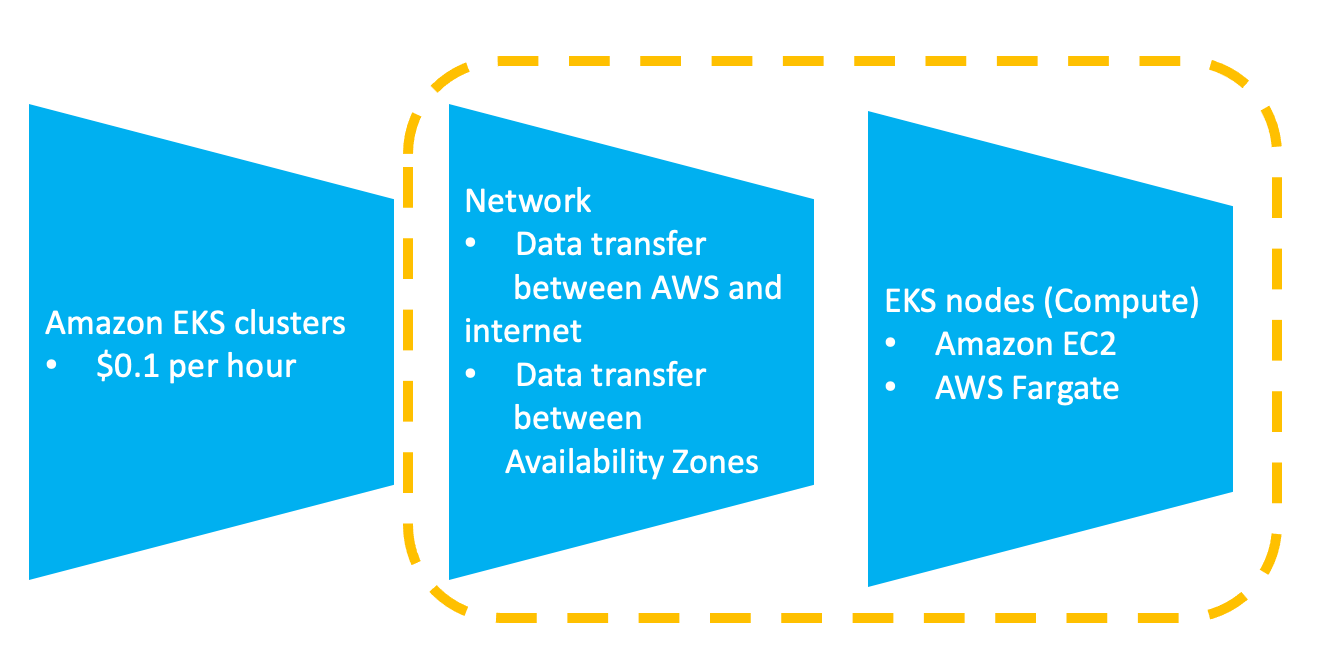 Amazon EKS clusters
• $0.1 per hour
Network
• Data transfer
between AWS and
internet
• Data transfer
between
Availability Zones
EKS nodes (Compute)
• Amazon EC2
• AWS Fargate